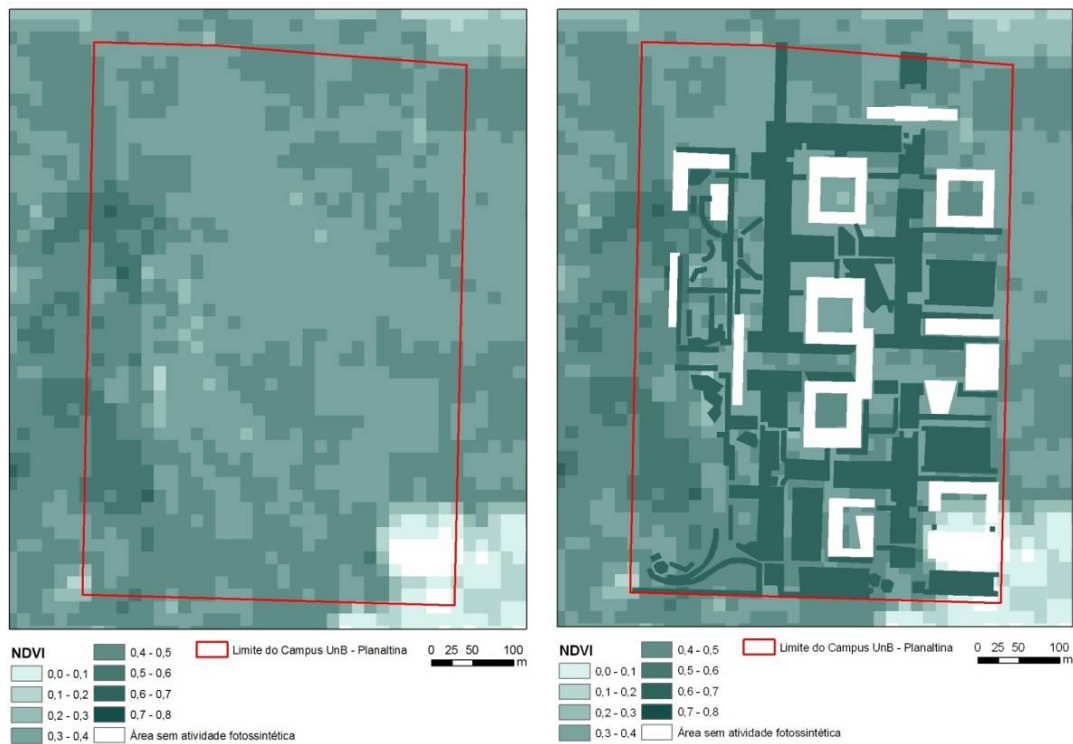 NDVI
0,0 - 0,1
0,1 - 0,2
0,2 - 0,3
0,3 - 0,4
0,4 - 0,5
0,5 - 0,6
0,6 - 0,7
0,7 - 0,8
Área sem atividade fotossintética
Limite do Campus UnB - Planaltina
0 25 50 100
m
NDVI
0,0 - 0,1
0,1 - 0,2
0,2 - 0,3
0,3 - 0,4
0,4 - 0,5
0,5 - 0,6
0,6 - 0,7
0,7 - 0,8
Área sem atividade fotossintética
Limite do Campus UnB - Planaltina
0 25 50 100
m